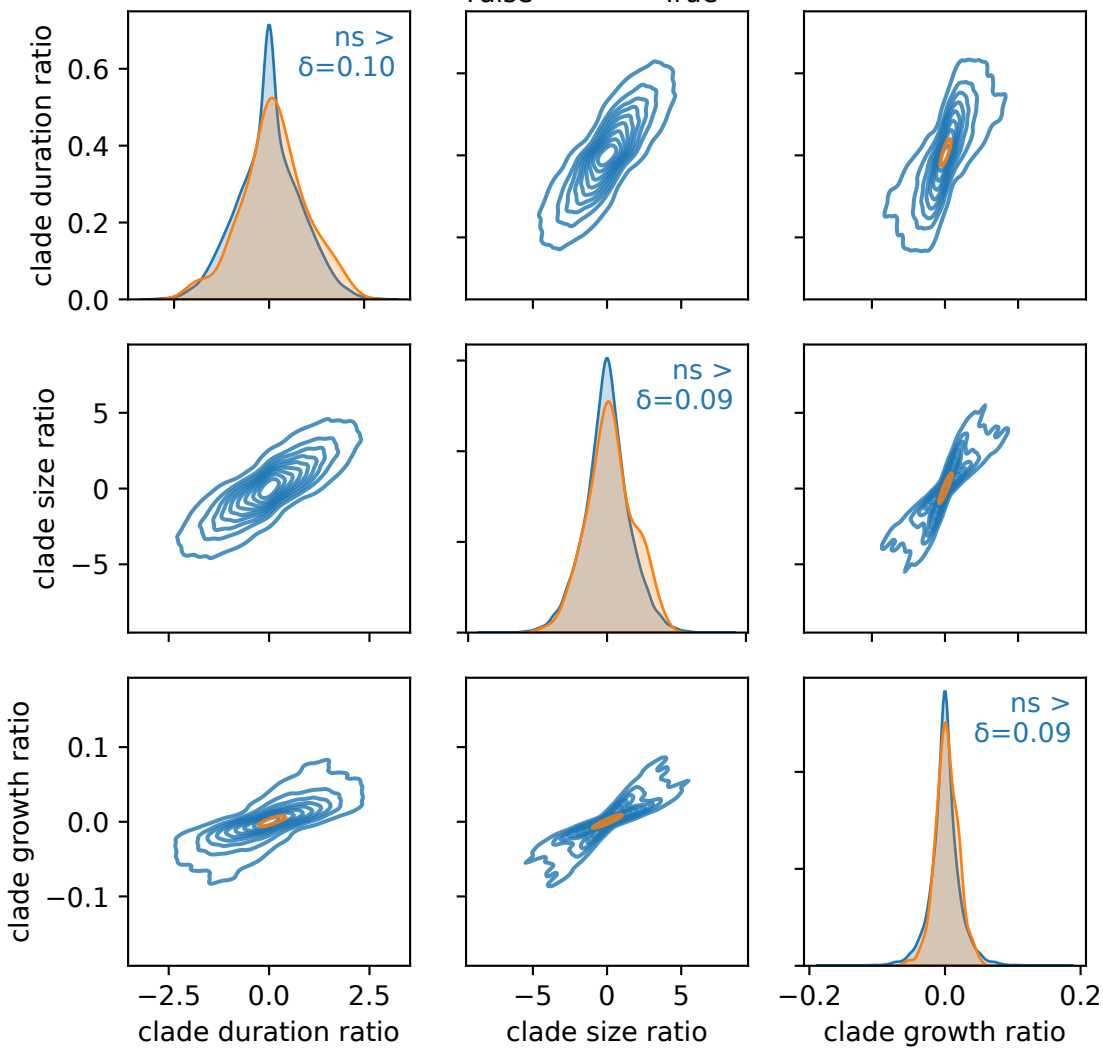 clade duration ratio
0.6
0.4
0.2
0.0
ns >
δ=0.10
clade size ratio
5
0
−5
ns >
δ=0.09
clade growth ratio
0.1
0.0
−0.1
ns >
δ=0.09
−2.5 0.0 2.5
−5 0 5
−0.2 0.0 0.2
clade duration ratio
clade size ratio
clade growth ratio